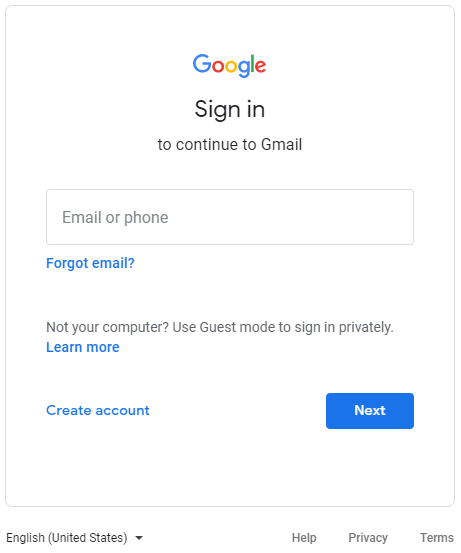 Google
Sign in
to continue to Gmail
Email or phone
Forgot email?
Not your computer? Use Guest mode to sign in privately.
Learn more
Create account
Next
English (United States)
Help
Privacy
Terms